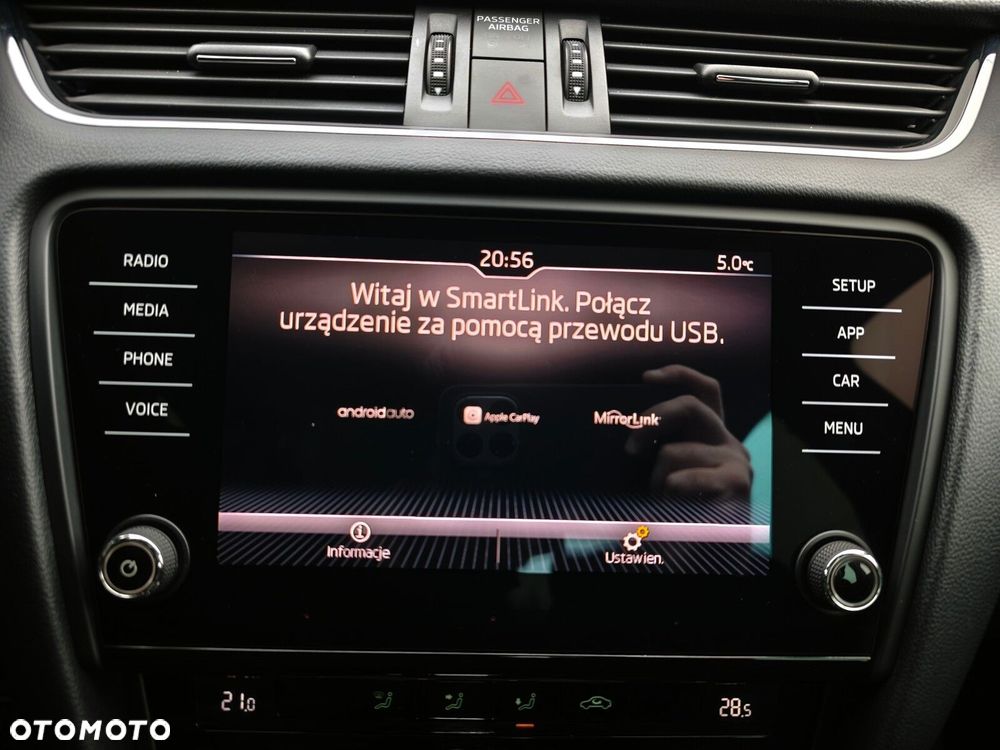 PASSENGER
AIRBAG
RADIO
MEDIA
PHONE
VOICE
20:56
5.0°C
Witaj w SmartLink. Połącz
urządzenie za pomocą przewodu USB.
androidauto
Apple CarPlay
MirrorLink
Informacje
Ustawien.
SETUP
APP
CAR
MENU
21.0
28.5
OTOMOTO